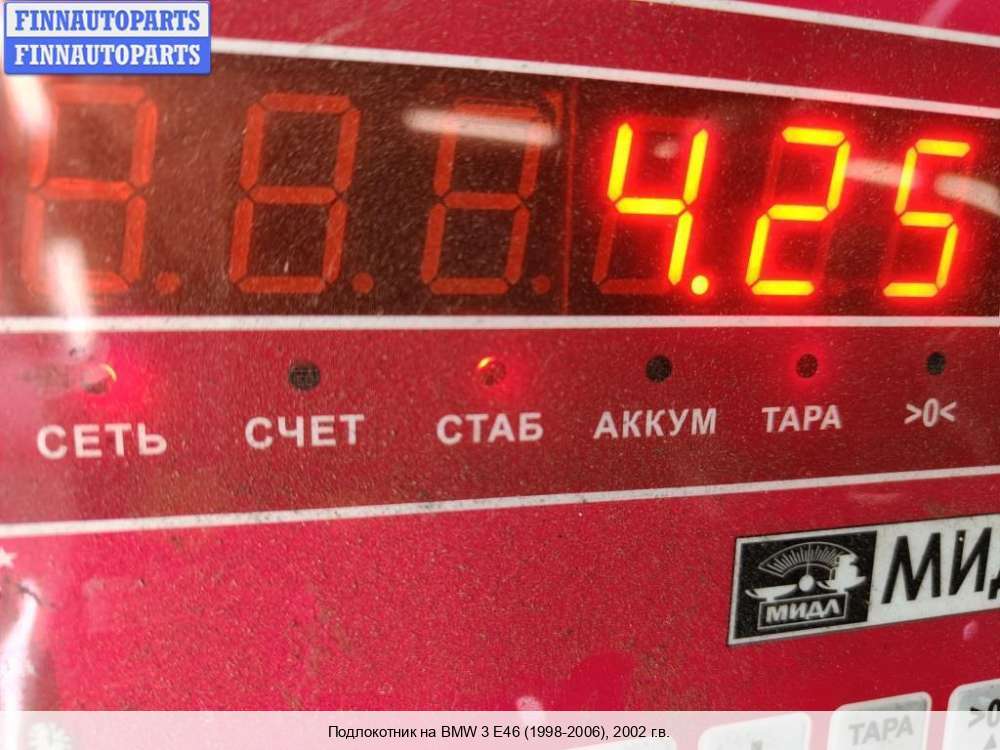 FINNAUTOPARTS
FINNAUTOPARTS
4.25
СЕТЬ СЧЕТ СТАБ АККУМ ТАРА >0<
МИДЛ
ТАРА
Подлокотник на BMW 3 E46 (1998-2006), 2002 г.в.